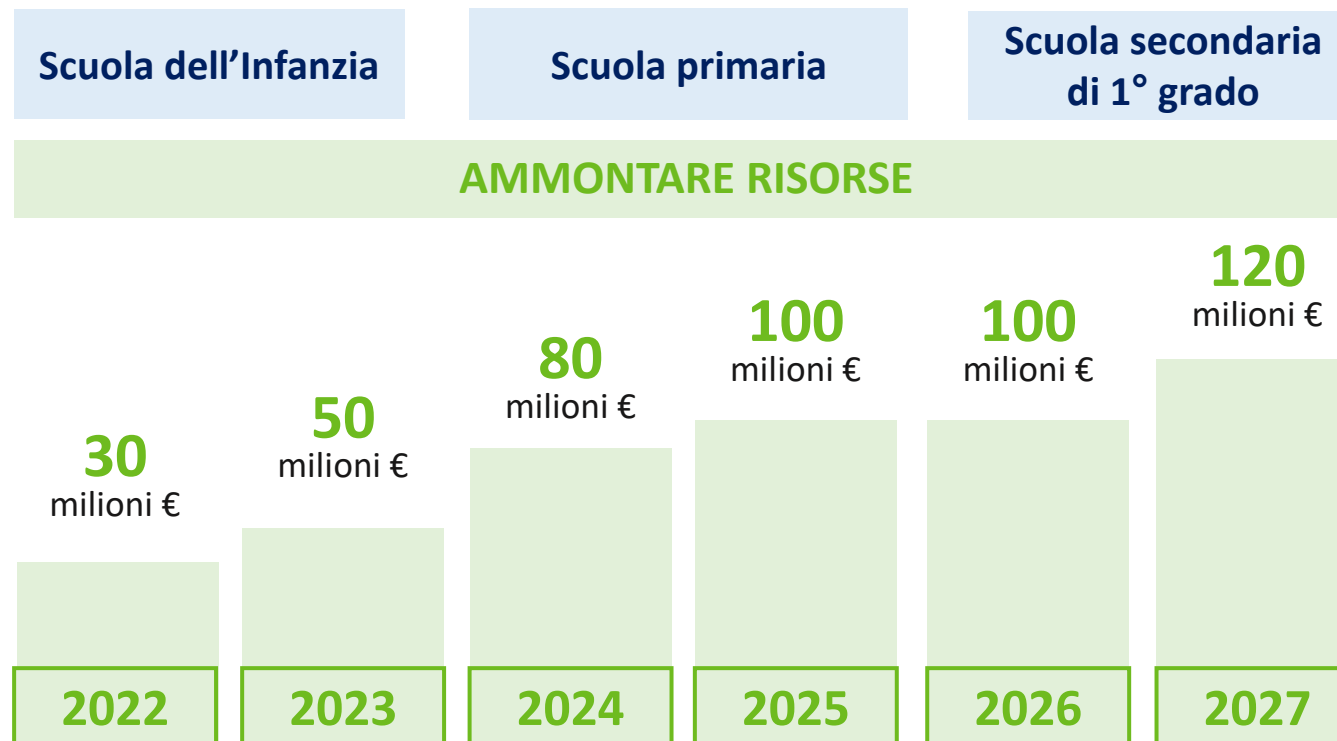 Scuola dell’Infanzia
Scuola primaria
Scuola secondaria
di 1° grado
AMMONTARE RISORSE
30
milioni €
50
milioni €
80
milioni €
100
milioni €
100
milioni €
120
milioni €
2022
2023
2024
2025
2026
2027